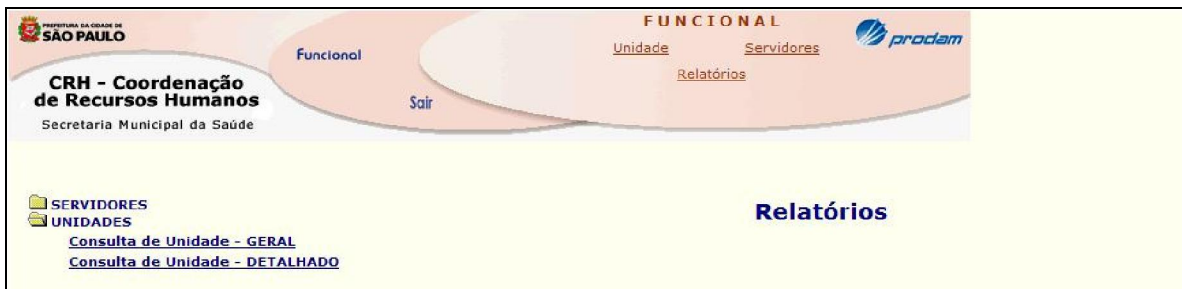 PREFEITURA DA CIDADE DE
SÃO PAULO
CRH - Coordenação
de Recursos Humanos
Secretaria Municipal da Saúde
Funcional
Sair
FUNCIONAL
Unidade Servidores
Relatórios
prodam
SERVIDORES
UNIDADES
Consulta de Unidade - GERAL
Consulta de Unidade - DETALHADO
Relatórios